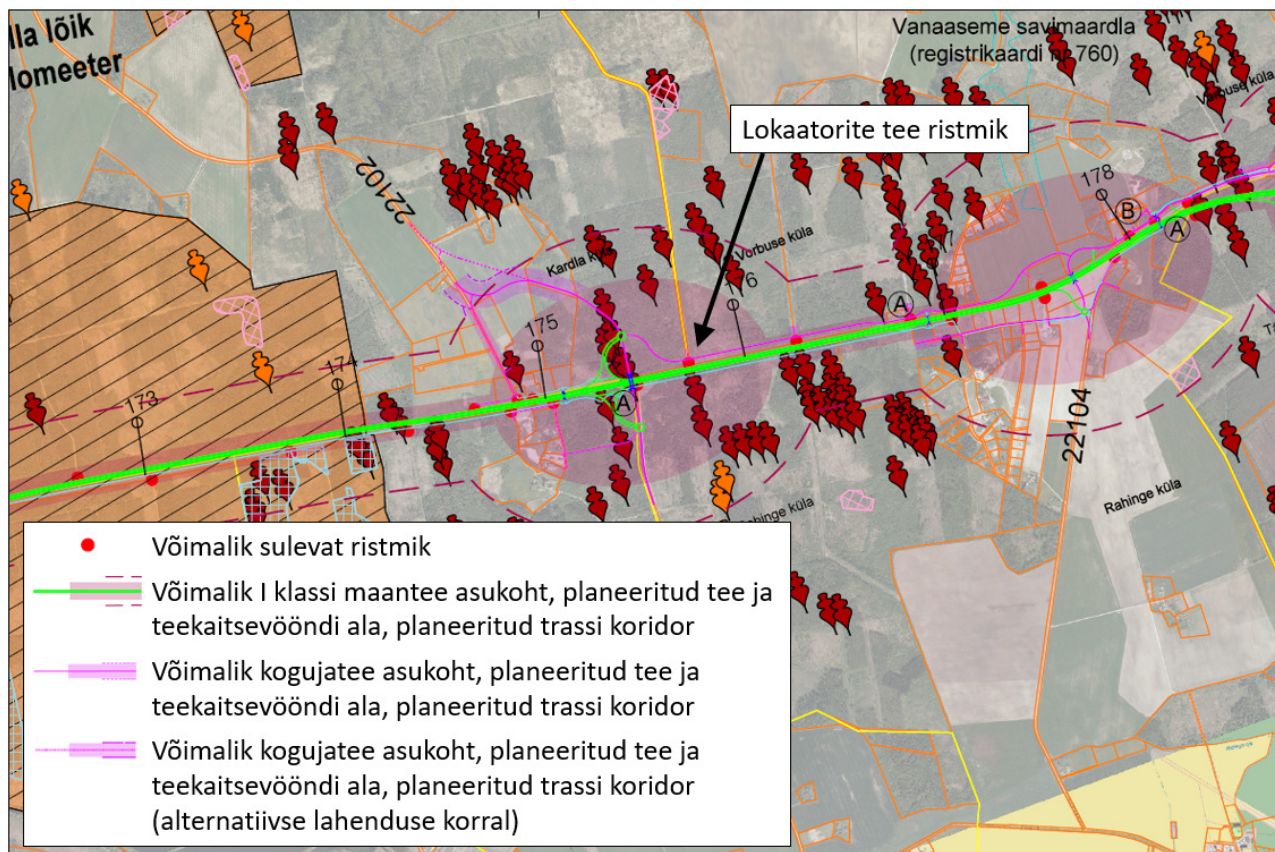 lla lõik
lomeeter
Vanaaseme savimaardla
(registrikaardi nr 760)
Vorbuse küla
Lokaatorite tee ristmik
22102
178
B
A
Kardla küla
Vorbuse küla
A
175
174
173
A
22104
Rahinge küla
Rahinge küla
Võimalik sulevat ristmik
Võimalik I klassi maantee asukoht, planeeritud tee ja
teekaitsevööndi ala, planeeritud trassi koridor
Võimalik kogujatee asukoht, planeeritud tee ja
teekaitsevööndi ala, planeeritud trassi koridor
Võimalik kogujatee asukoht, planeeritud tee ja
teekaitsevööndi ala, planeeritud trassi koridor
(alternatiivse lahenduse korral)